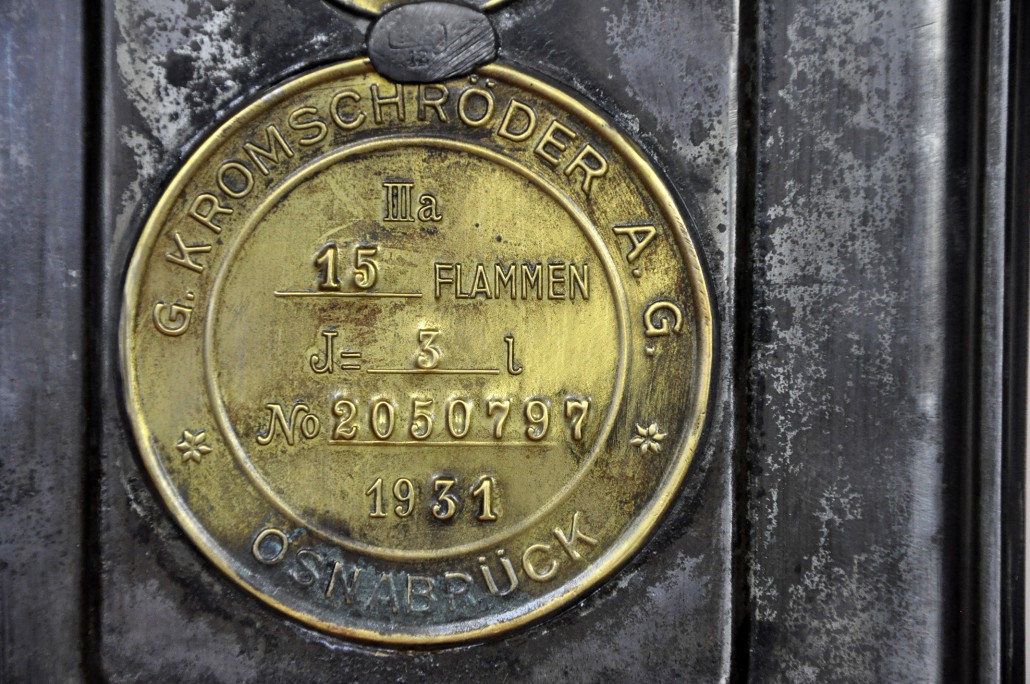 G. KROMSCHRÖDER A. G.
IIIa
15 FLAMMEN
J= 3 l
No 2050797
1931
OSNABRÜCK